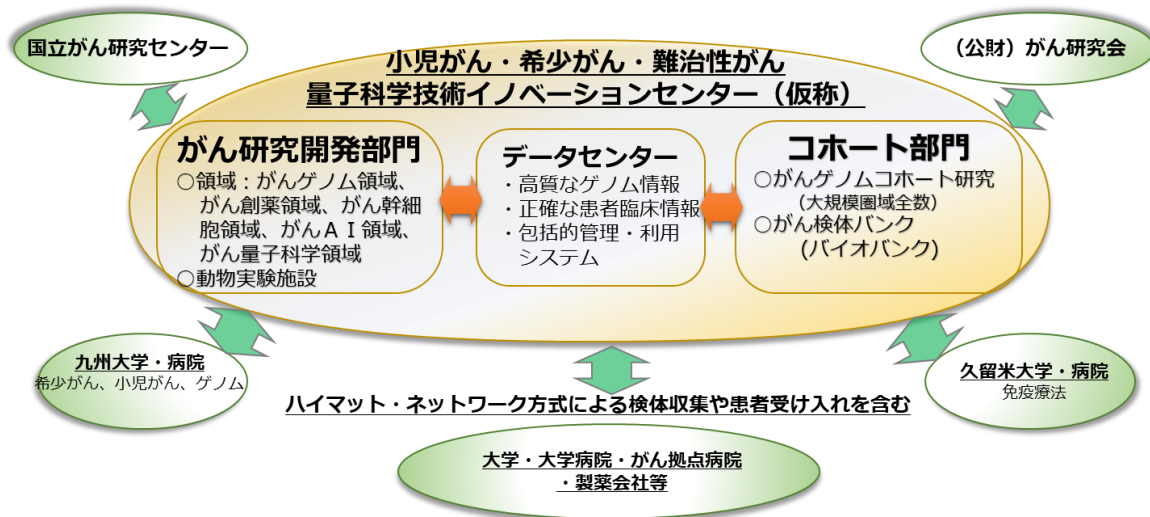 国立がん研究センター
（公財）がん研究会
小児がん・希少がん・難治性がん
量子科学技術イノベーションセンター（仮称）
がん研究開発部門
○領域：がんゲノム領域、
がん創薬領域、がん幹細
胞領域、がんＡＩ領域、
がん量子科学領域
○動物実験施設
データセンター
・高質なゲノム情報
・正確な患者臨床情報
・包括的管理・利用
システム
コホート部門
○がんゲノムコホート研究
（大規模圏域全数）
○がん検体バンク
(バイオバンク)
九州大学・病院
希少がん、小児がん、ゲノム
久留米大学・病院
免疫療法
ハイマット・ネットワーク方式による検体収集や患者受け入れを含む
大学・大学病院・がん拠点病院
・製薬会社等